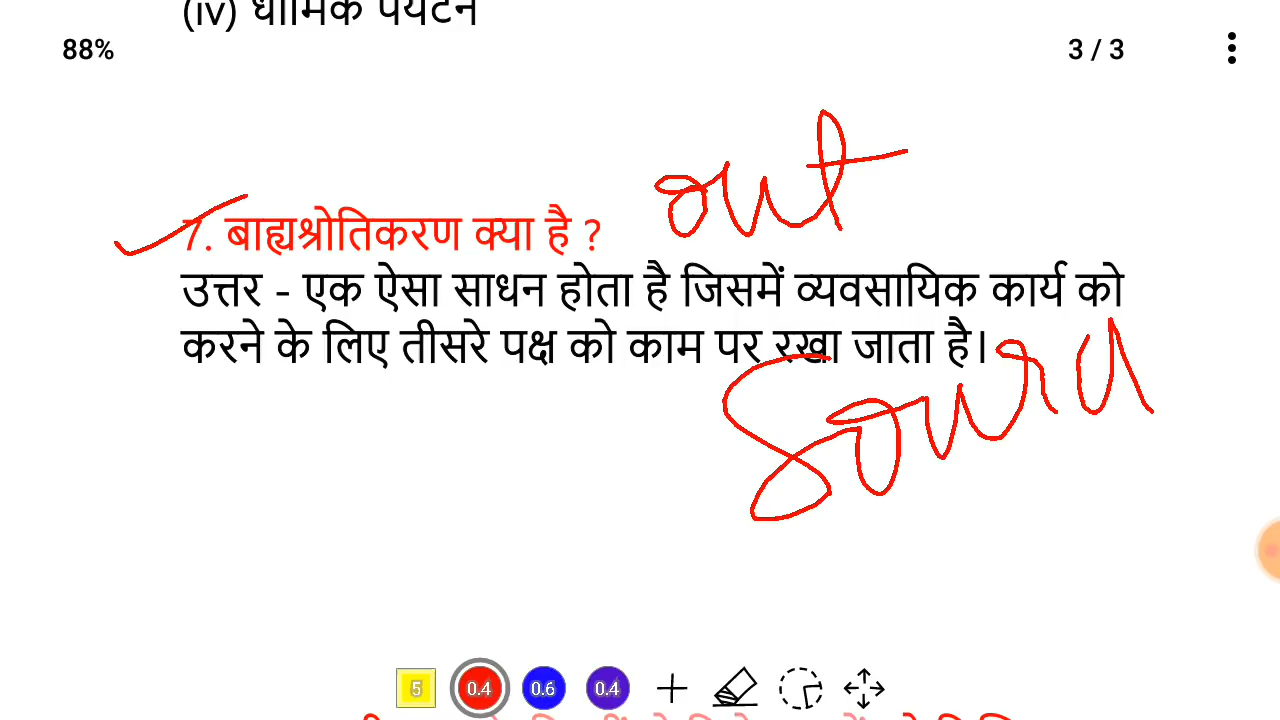 (iv) धार्मिक पर्यटन
88%
3 / 3
out
7. बाह्यश्रोतिकरण क्या है ?
उत्तर - एक ऐसा साधन होता है जिसमें व्यवसायिक कार्य को
करने के लिए तीसरे पक्ष को काम पर रखा जाता है।
5 0.4 0.6 0.4